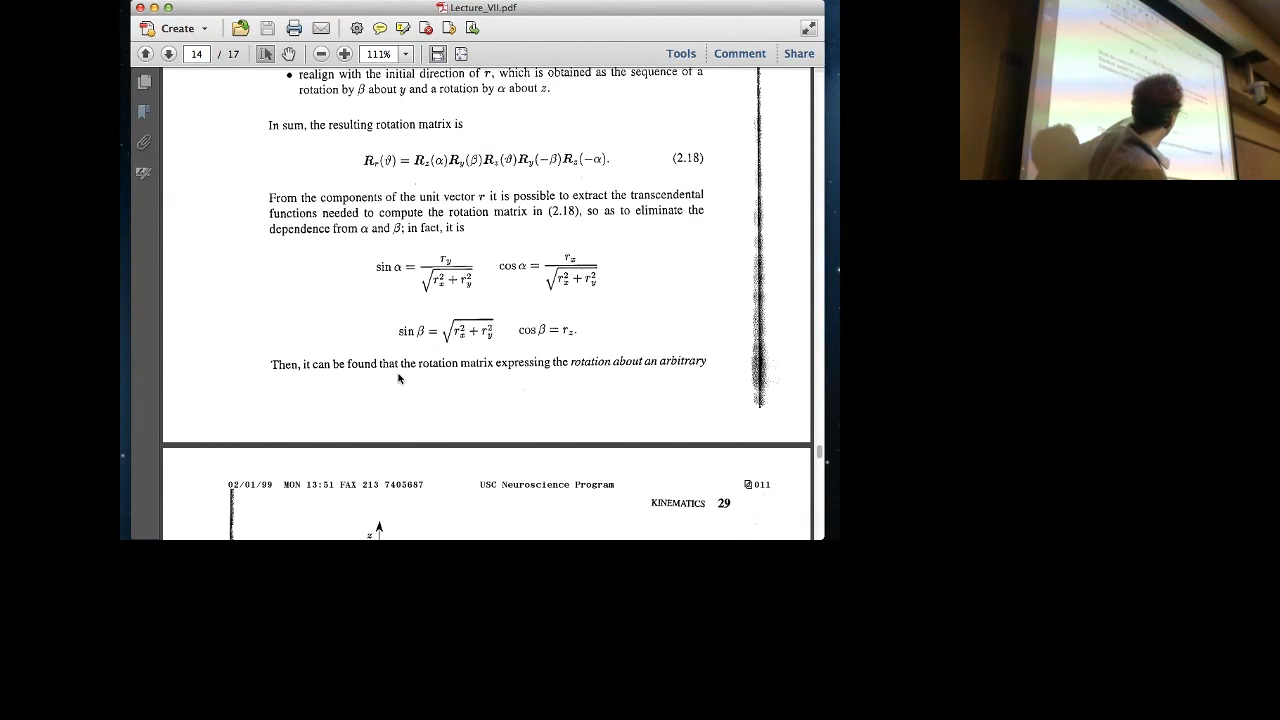 Lecture_VII.pdf
Create
14 / 17
111%
Tools Comment Share
• realign with the initial direction of r, which is obtained as the sequence of a
rotation by β about y and a rotation by α about z.
In sum, the resulting rotation matrix is
R_r(ϑ) = R_z(α)R_y(β)R_z(ϑ)R_y(−β)R_z(−α). (2.18)
From the components of the unit vector r it is possible to extract the transcendental
functions needed to compute the rotation matrix in (2.18), so as to eliminate the
dependence from α and β; in fact, it is
sin α = r_y / √(r_x² + r_y²) cos α = r_x / √(r_x² + r_y²)
sin β = √(r_x² + r_y²) cos β = r_z.
Then, it can be found that the rotation matrix expressing the rotation about an arbitrary
02/01/99 MON 13:51 FAX 213 7405687 USC Neuroscience Program 011
KINEMATICS 29
z